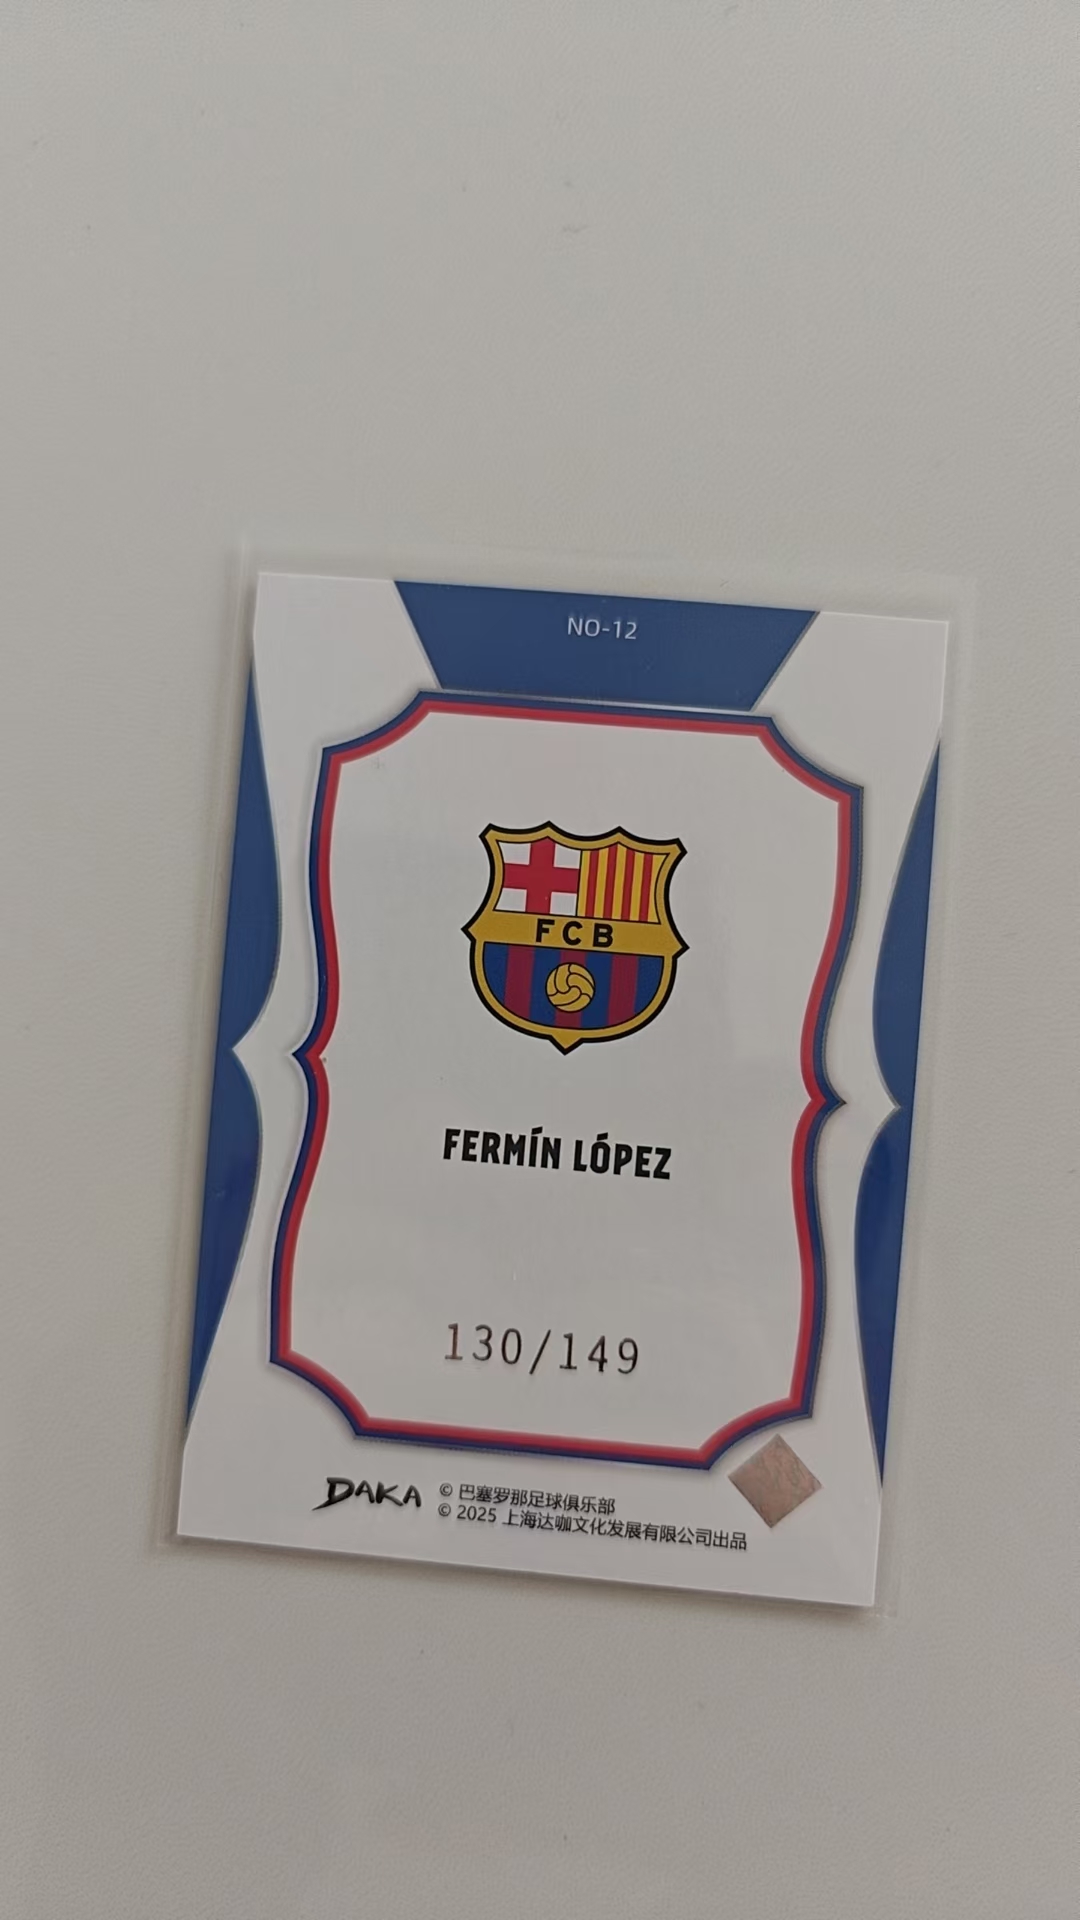 NO-12
FCB
FERMÍN LÓPEZ
130/149
DAKA
© 巴塞罗那足球俱乐部
© 2025 上海达咖文化发展有限公司出品